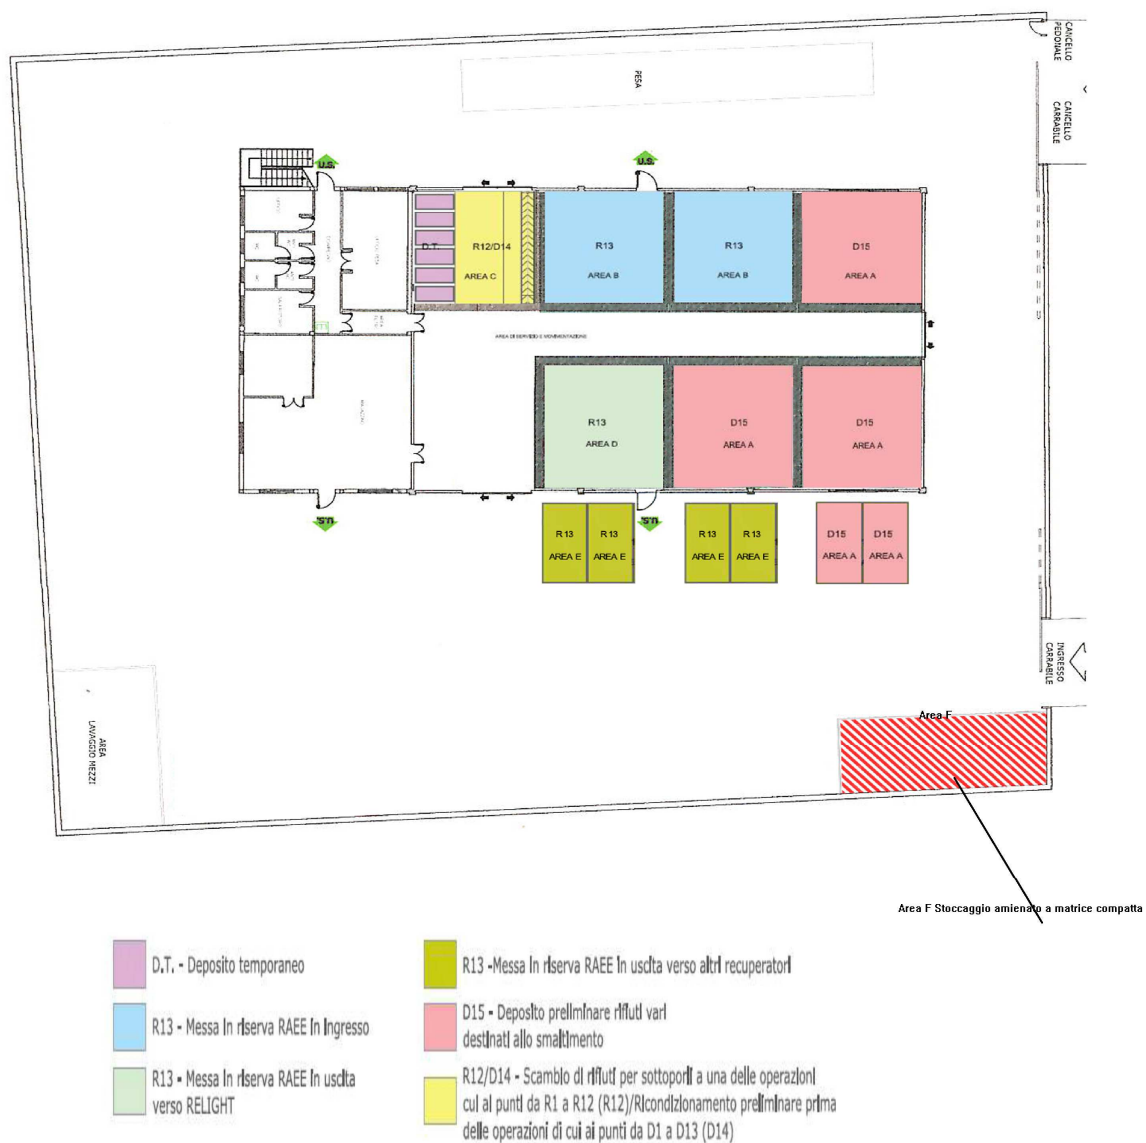 CANCELLO
PEDONALE
PESA
CANCELLO
CARRABILE
U.S.
U.S.
D.T.
R12/D14
AREA C
R13
AREA B
R13
AREA B
D15
AREA A
AREA DI SERVIZIO E MOVIMENTAZIONE
R13
AREA D
D15
AREA A
D15
AREA A
U.S.
U.S.
R13
AREA E
R13
AREA E
R13
AREA E
R13
AREA E
D15
AREA A
D15
AREA A
INGRESSO
CARRABILE
AREA
LAVAGGIO MEZZI
Area F
Area F Stoccaggio amienato a matrice compatta
D.T. - Deposito temporaneo
R13 - Messa in riserva RAEE in ingresso
R13 - Messa in riserva RAEE in uscita
verso RELIGHT
R13 -Messa in riserva RAEE in uscita verso altri recuperatori
D15 - Deposito preliminare rifiuti vari
destinati allo smaltimento
R12/D14 - Scambio di rifiuti per sottoporli a una delle operazioni
cui ai punti da R1 a R12 (R12)/Ricondizionamento preliminare prima
delle operazioni di cui ai punti da D1 a D13 (D14)